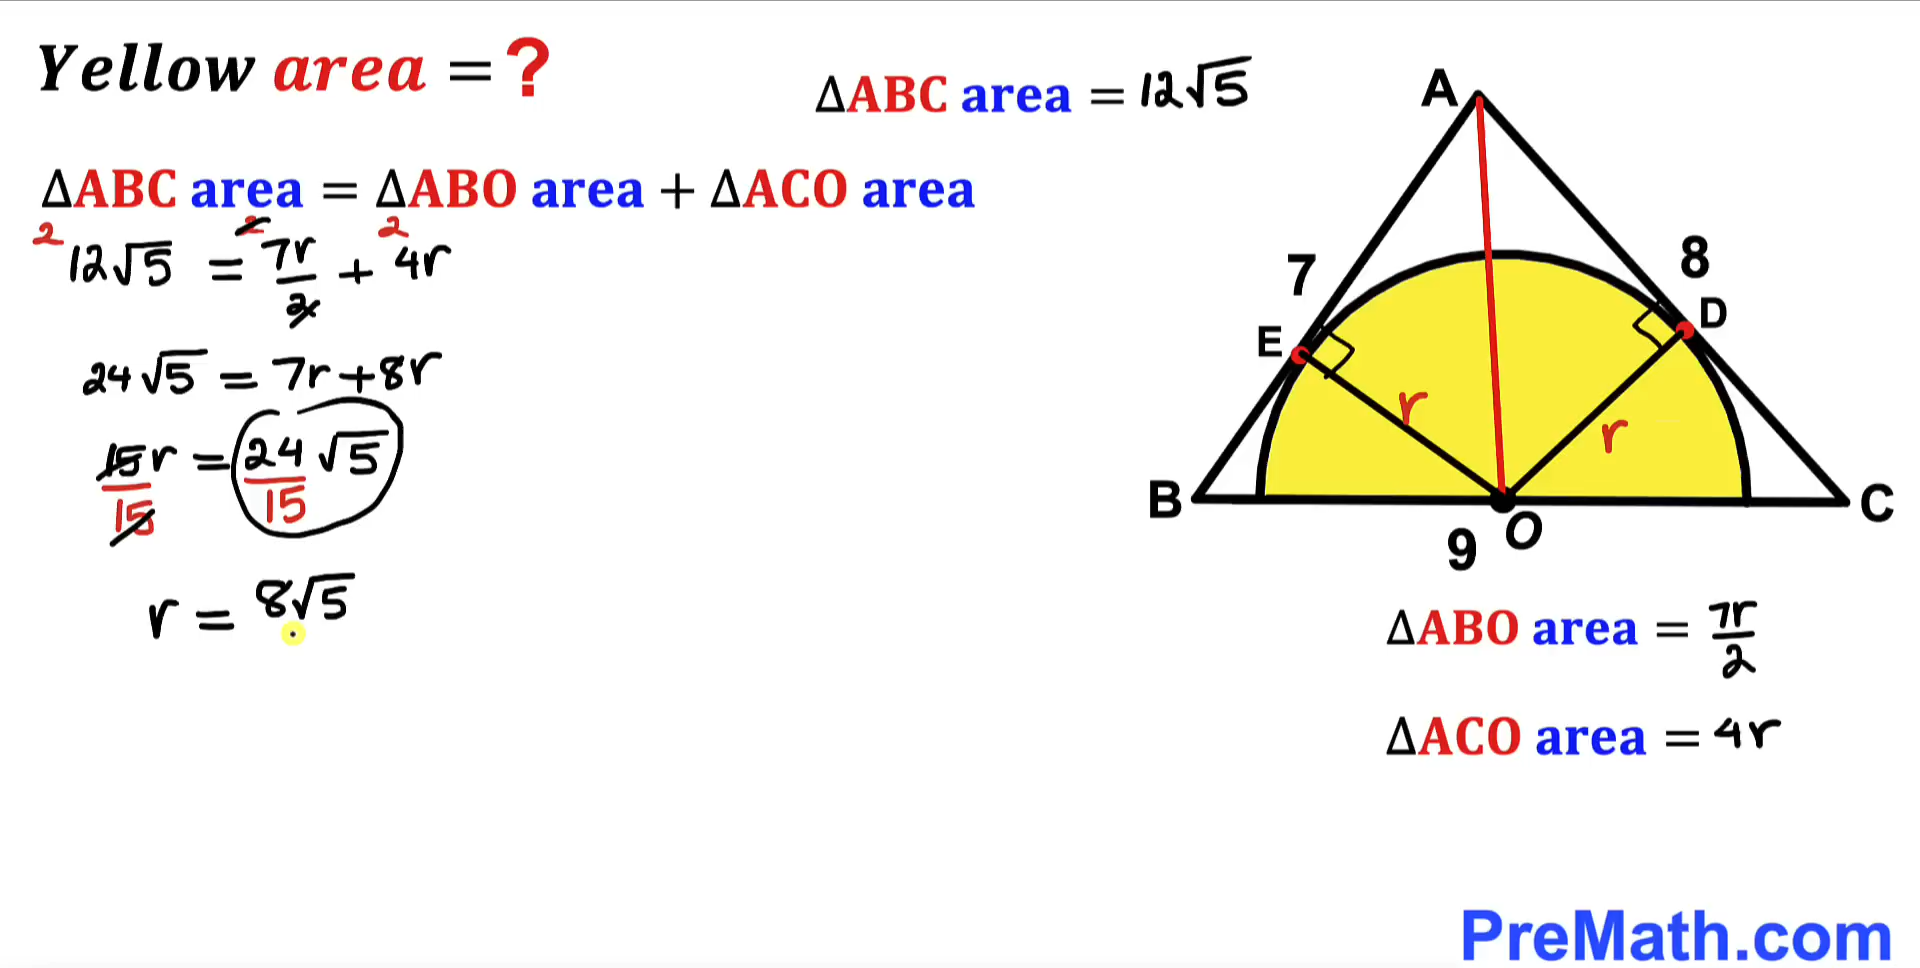 Yellow area = ?
ΔABC area = 12√5
ΔABC area = ΔABO area + ΔACO area
2 12√5 = 2 7r/2 + 2 4r
24√5 = 7r + 8r
15r/15 = 24√5/15
r = 8√5
A
7
8
E
D
r
r
B
C
9
O
ΔABO area = 7r/2
ΔACO area = 4r
PreMath.com